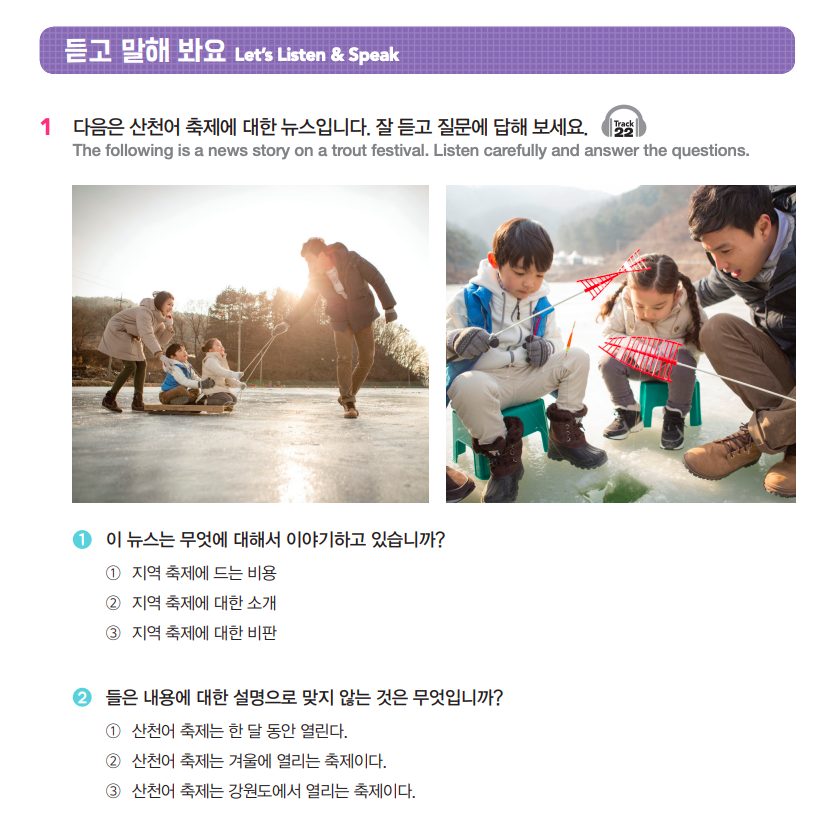 듣고 말해 봐요 Let's Listen & Speak
1 다음은 산천어 축제에 대한 뉴스입니다. 잘 듣고 질문에 답해 보세요. Track 22
The following is a news story on a trout festival. Listen carefully and answer the questions.
1 이 뉴스는 무엇에 대해서 이야기하고 있습니까?
① 지역 축제에 드는 비용
② 지역 축제에 대한 소개
③ 지역 축제에 대한 비판
2 들은 내용에 대한 설명으로 맞지 않는 것은 무엇입니까?
① 산천어 축제는 한 달 동안 열린다.
② 산천어 축제는 겨울에 열리는 축제이다.
③ 산천어 축제는 강원도에서 열리는 축제이다.